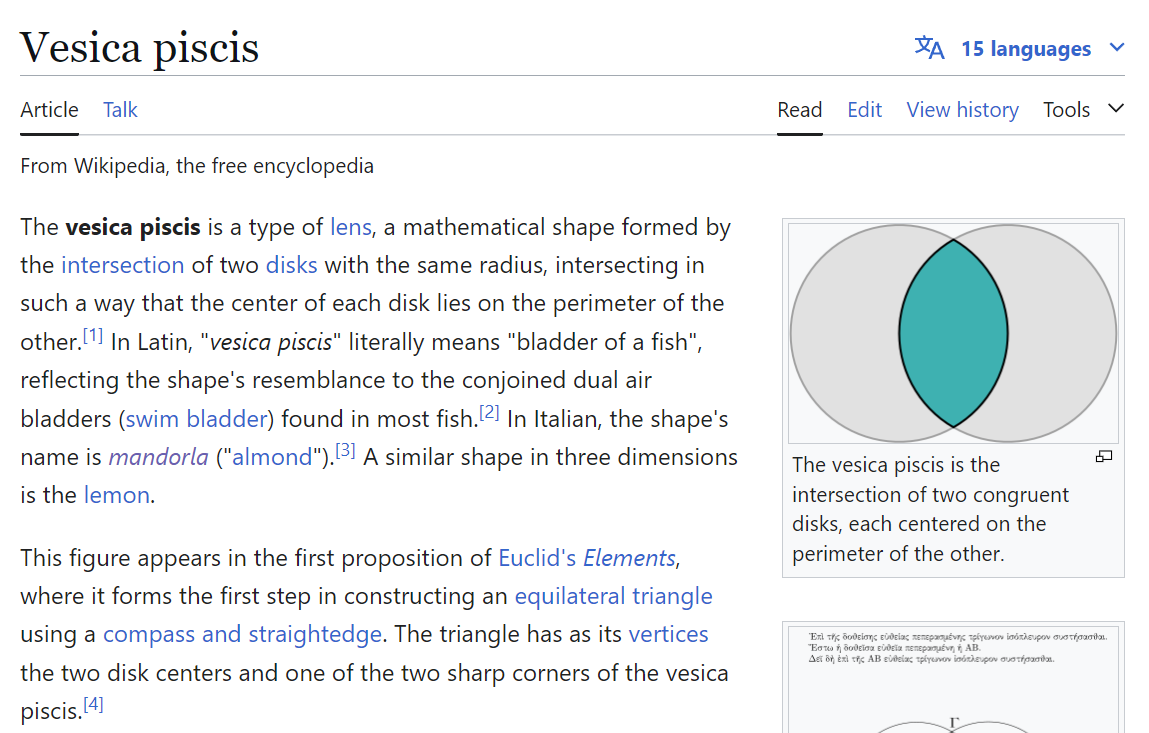 Vesica piscis
15 languages
Article Talk Read Edit View history Tools
From Wikipedia, the free encyclopedia
The vesica piscis is a type of lens, a mathematical shape formed by
the intersection of two disks with the same radius, intersecting in
such a way that the center of each disk lies on the perimeter of the
other.[1] In Latin, "vesica piscis" literally means "bladder of a fish",
reflecting the shape's resemblance to the conjoined dual air
bladders (swim bladder) found in most fish.[2] In Italian, the shape's
name is mandorla ("almond").[3] A similar shape in three dimensions
is the lemon.
This figure appears in the first proposition of Euclid's Elements,
where it forms the first step in constructing an equilateral triangle
using a compass and straightedge. The triangle has as its vertices
the two disk centers and one of the two sharp corners of the vesica
piscis.[4]
The vesica piscis is the
intersection of two congruent
disks, each centered on the
perimeter of the other.
Ἐπὶ τῆς δοθείσης εὐθείας πεπερασμένης τρίγωνον ἰσόπλευρον συστήσασθαι.
Ἔστω ἡ δοθεῖσα εὐθεῖα πεπερασμένη ἡ ΑΒ.
Δεῖ δὴ ἐπὶ τῆς ΑΒ εὐθείας τρίγωνον ἰσόπλευρον συστήσασθαι.
Γ